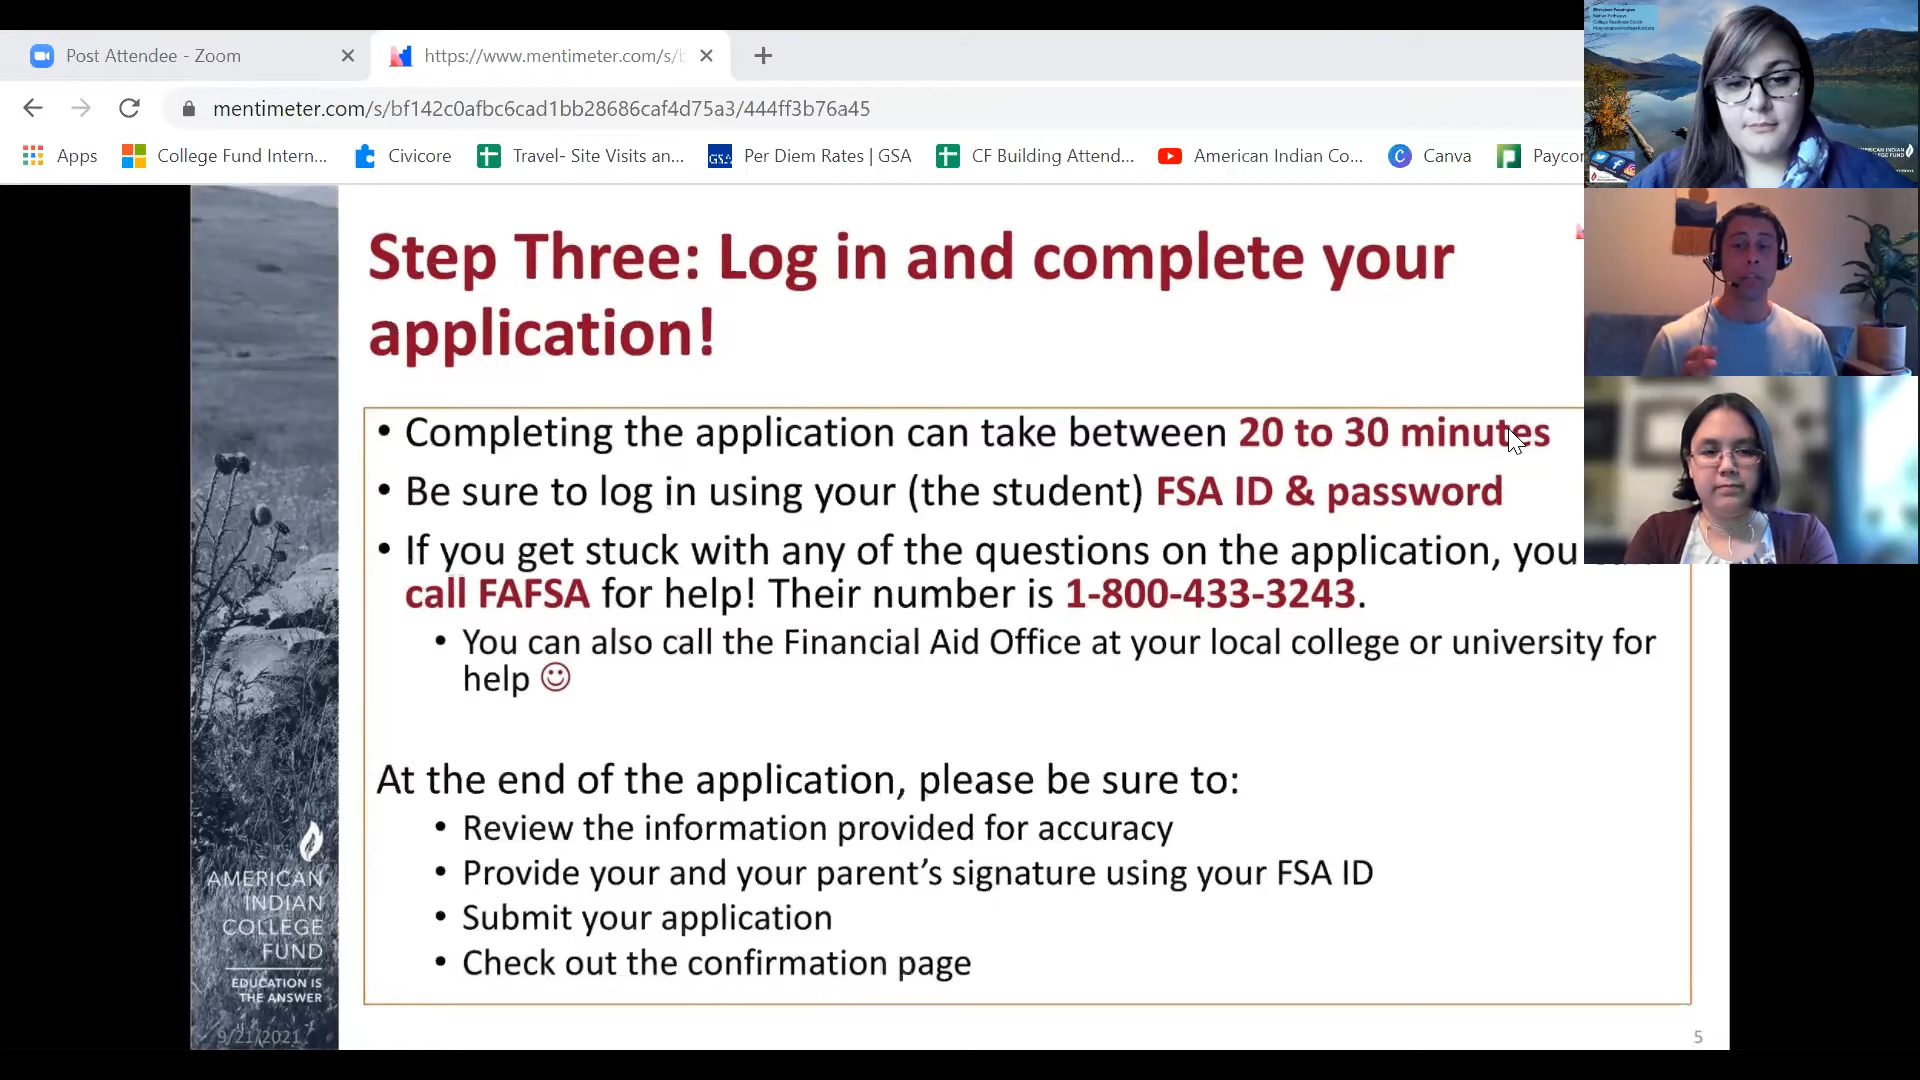 Post Attendee - Zoom
https://www.mentimeter.com/s/b
mentimeter.com/s/bf142c0afbc6cad1bb28686caf4d75a3/444ff3b76a45
Apps
College Fund Intern...
Civicore
Travel- Site Visits an...
GSA
Per Diem Rates | GSA
CF Building Attend...
American Indian Co...
Canva
Paycor
Step Three: Log in and complete your
application!
• Completing the application can take between 20 to 30 minutes
• Be sure to log in using your (the student) FSA ID & password
• If you get stuck with any of the questions on the application, you
call FAFSA for help! Their number is 1-800-433-3243.
• You can also call the Financial Aid Office at your local college or university for
help ☺
At the end of the application, please be sure to:
• Review the information provided for accuracy
• Provide your and your parent’s signature using your FSA ID
• Submit your application
• Check out the confirmation page
AMERICAN
INDIAN
COLLEGE
FUND
EDUCATION IS
THE ANSWER
9/21/2021
5